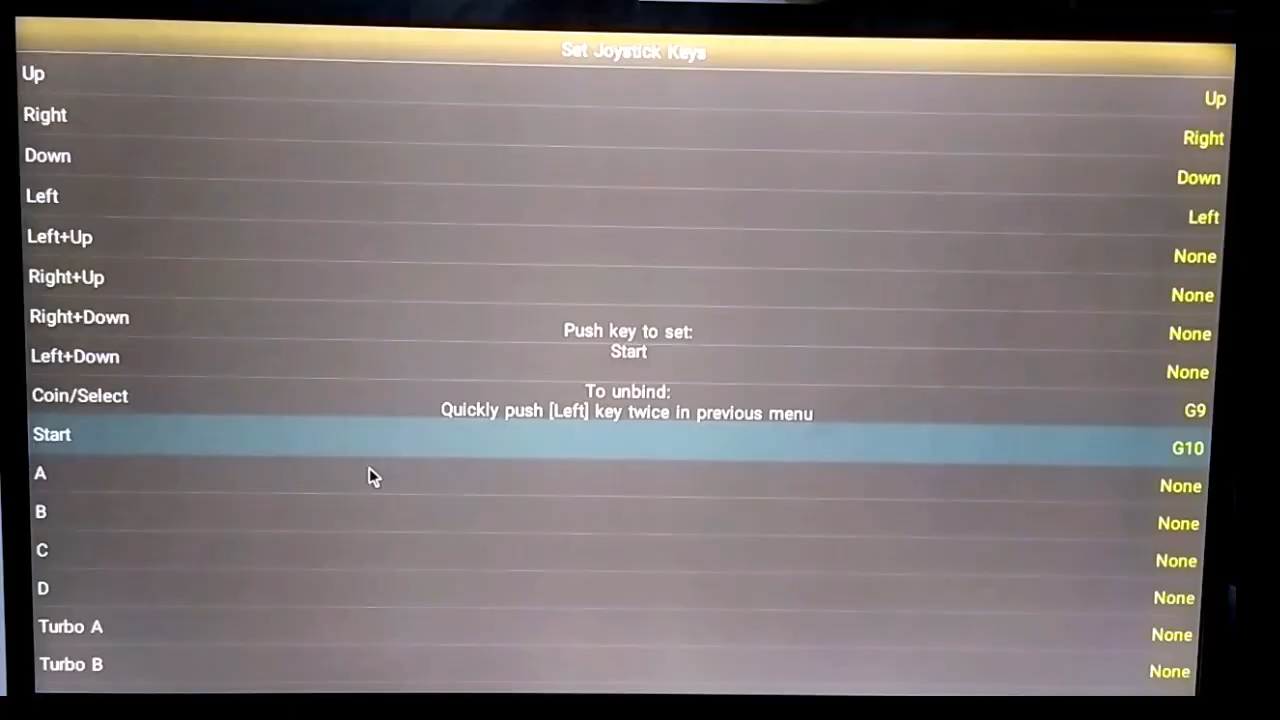 Set Joystick Keys
Up Up
Right Right
Down Down
Left Left
Left+Up None
Right+Up None
Right+Down None
Left+Down None
Coin/Select G9
Start G10
A None
B None
C None
D None
Turbo A None
Turbo B None
Push key to set:
Start
To unbind:
Quickly push [Left] key twice in previous menu